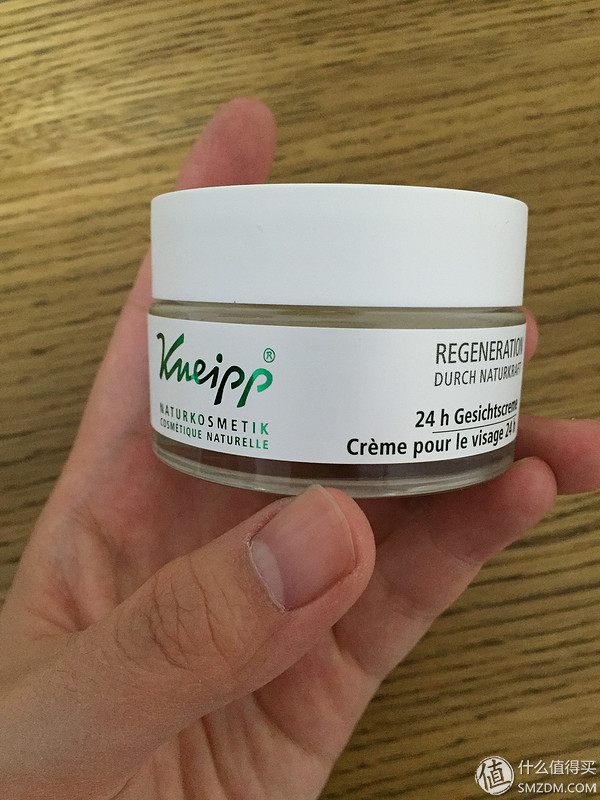 Kneipp®
NATURKOSMETIK
COSMÉTIQUE NATURELLE
REGENERATION
DURCH NATURKRAFT
24 h Gesichtscreme
Crème pour le visage 24 h
值 什么值得买
SMZDM.COM